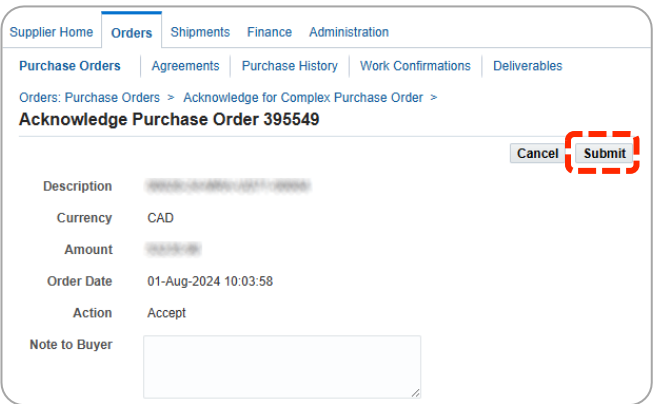 Supplier Home Orders Shipments Finance Administration
Purchase Orders Agreements Purchase History Work Confirmations Deliverables
Orders: Purchase Orders > Acknowledge for Complex Purchase Order >
Acknowledge Purchase Order 395549
Cancel Submit
Description
Currency CAD
Amount
Order Date 01-Aug-2024 10:03:58
Action Accept
Note to Buyer